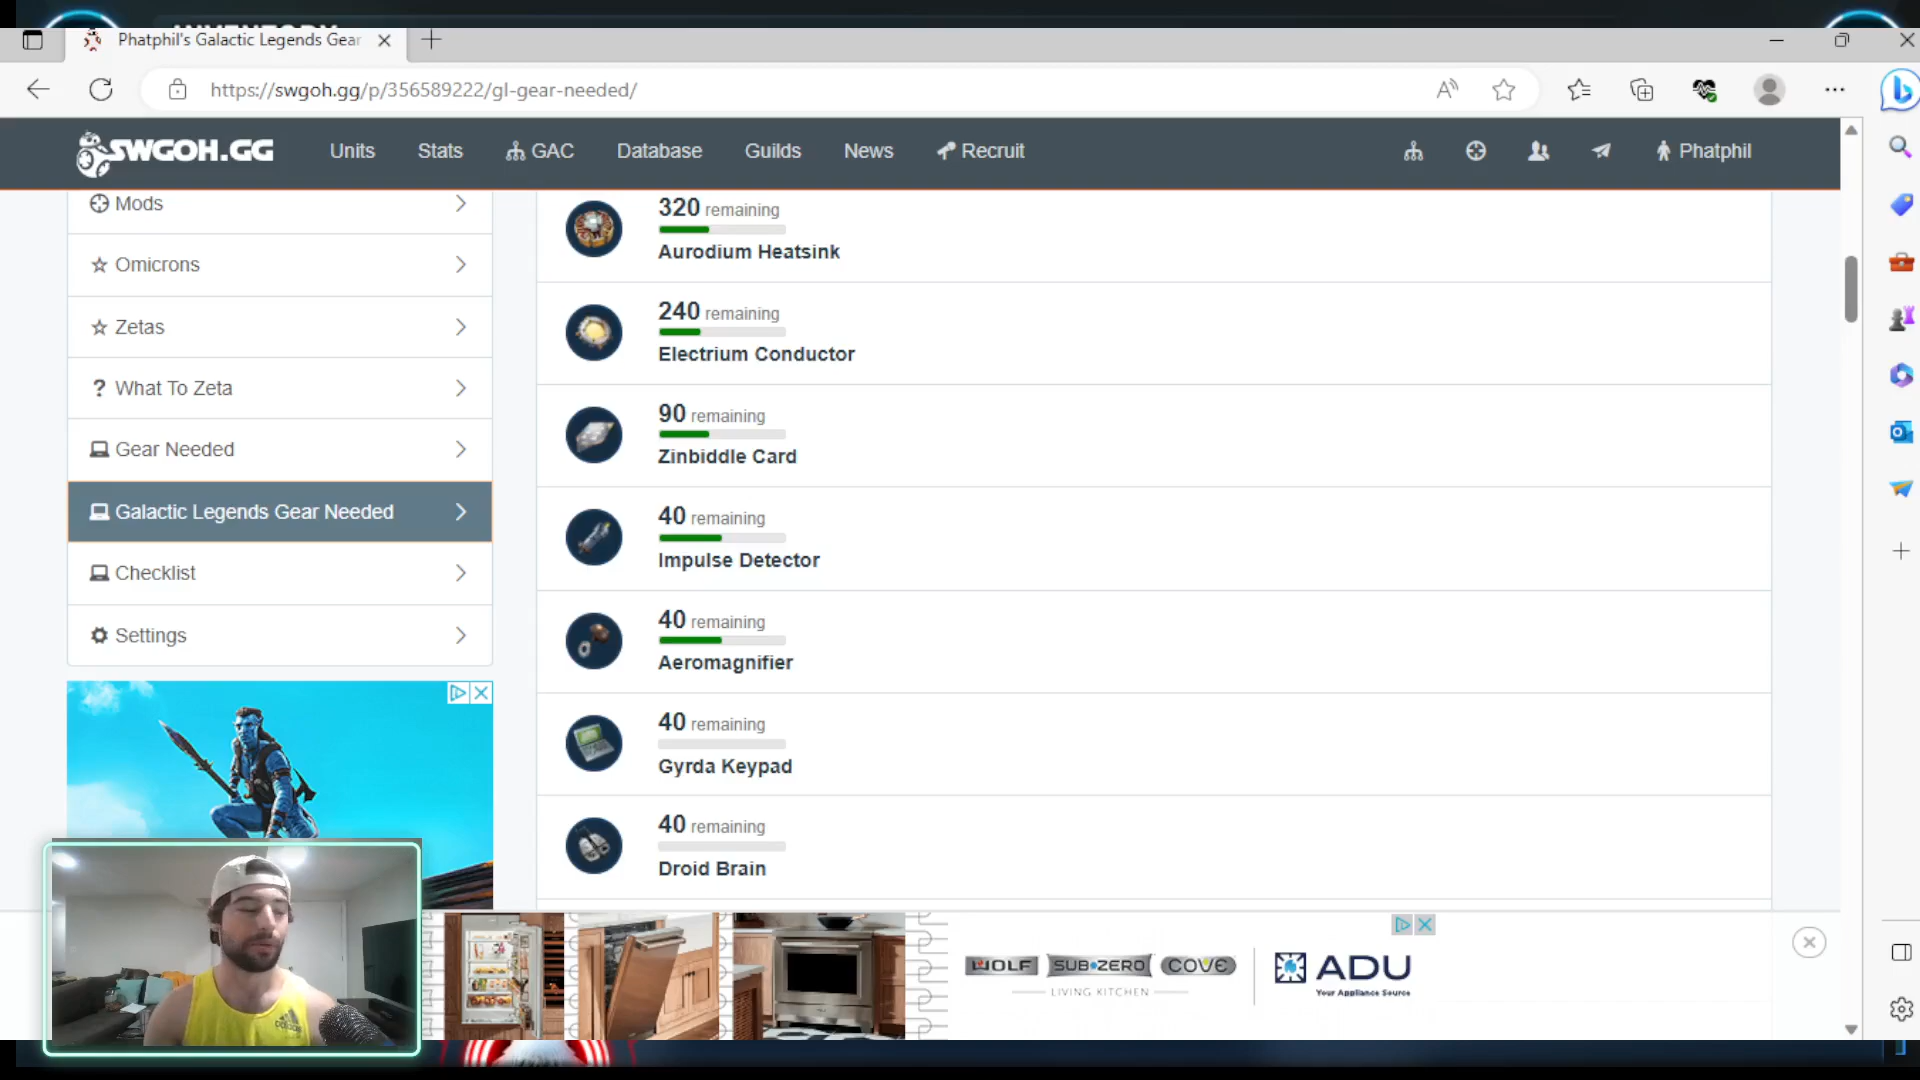 INVENTORY
Phatphil's Galactic Legends Gear
https://swgoh.gg/p/356589222/gl-gear-needed/
SWGOH.GG
Units
Stats
GAC
Database
Guilds
News
Recruit
Phatphil
Mods
Omicrons
Zetas
What To Zeta
Gear Needed
Galactic Legends Gear Needed
Checklist
Settings
320 remaining
Aurodium Heatsink
240 remaining
Electrium Conductor
90 remaining
Zinbiddle Card
40 remaining
Impulse Detector
40 remaining
Aeromagnifier
40 remaining
Gyrda Keypad
40 remaining
Droid Brain
adidas
WOLF
SUB-ZERO
COVE
LIVING KITCHEN
ADU
Your Appliance Source